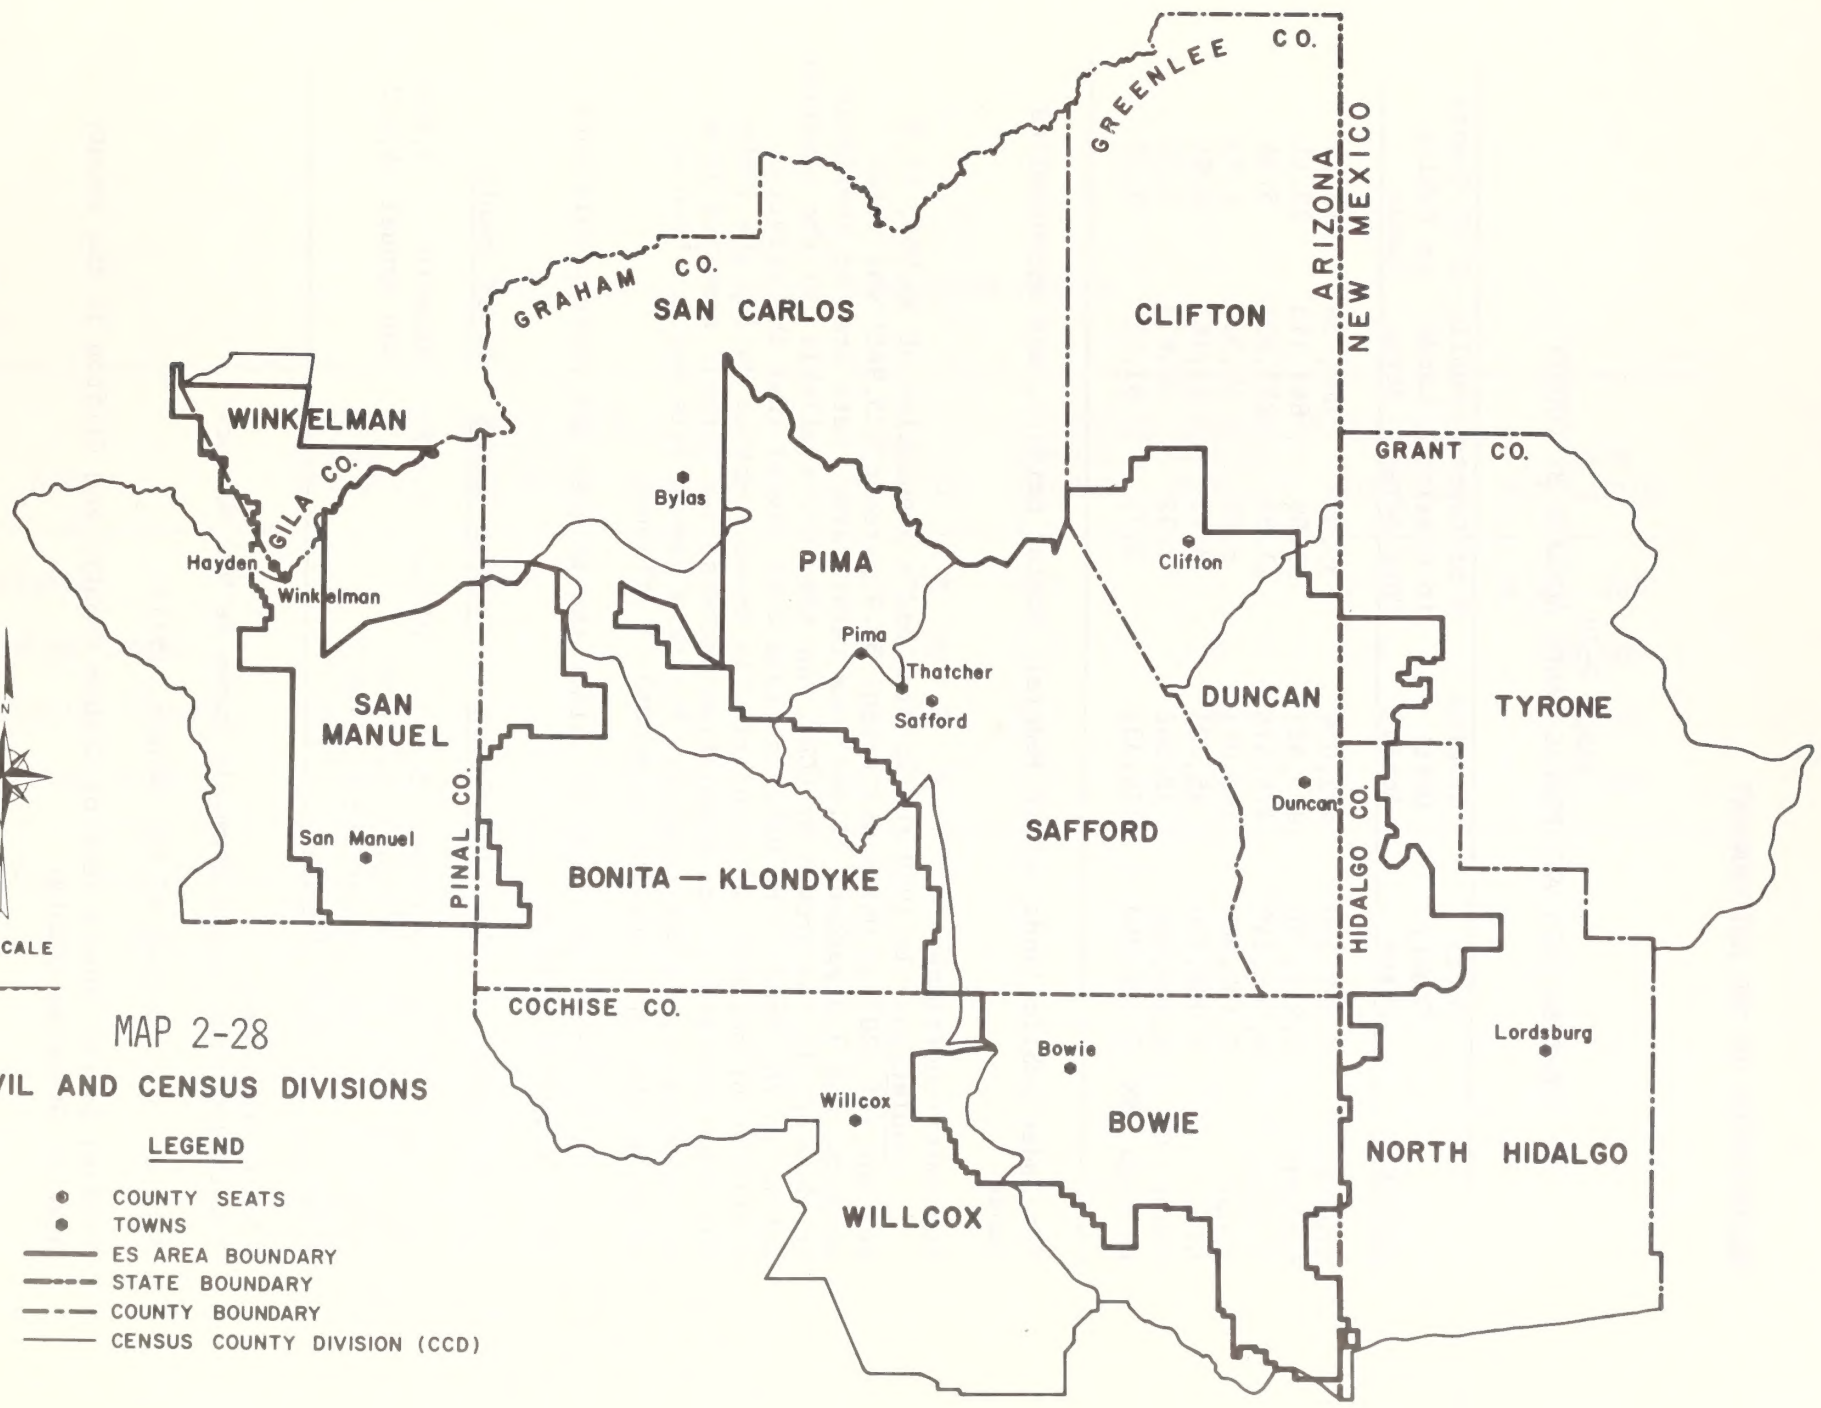 GREENLEE CO.
ARIZONA
NEW MEXICO
GRAHAM CO.
SAN CARLOS
CLIFTON
WINKELMAN
GILA CO.
GRANT CO.
Bylas
Clifton
PIMA
Hayden
Winkelman
Pima
Thatcher
Safford
SAN
MANUEL
DUNCAN
TYRONE
N
Duncan
PINAL CO.
HIDALGO CO.
SAFFORD
San Manuel
BONITA — KLONDYKE
CALE
COCHISE CO.
MAP 2-28
Lordsburg
Bowie
VIL AND CENSUS DIVISIONS
Willcox
BOWIE
NORTH HIDALGO
LEGEND
COUNTY SEATS
TOWNS
WILLCOX
ES AREA BOUNDARY
STATE BOUNDARY
COUNTY BOUNDARY
CENSUS COUNTY DIVISION (CCD)